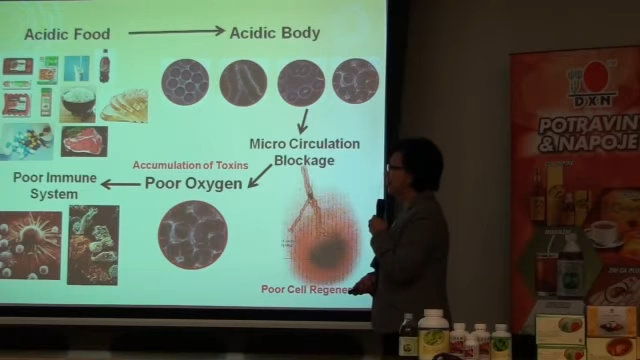 Acidic Food
Acidic Body
Micro Circulation
Blockage
Accumulation of Toxins
Poor Oxygen
Poor Immune
System
Poor Cell Regene
DXN
POTRAVIN
& NAPOJE